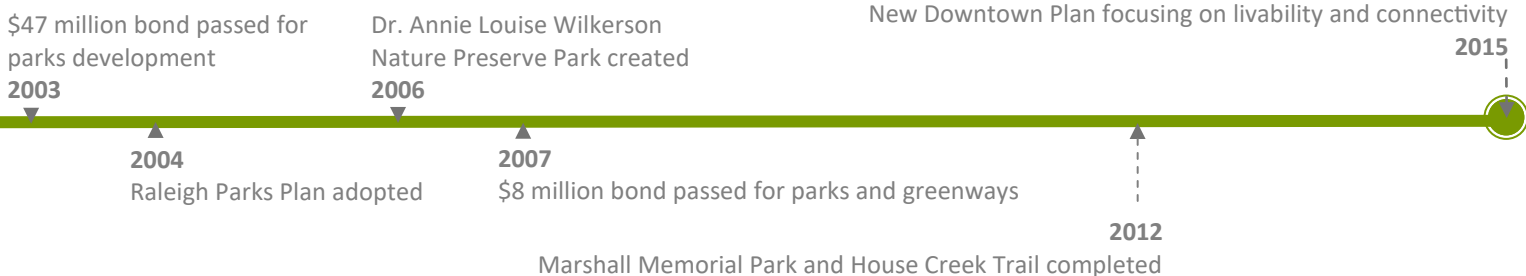 $47 million bond passed for
parks development
2003
Dr. Annie Louise Wilkerson
Nature Preserve Park created
2006
New Downtown Plan focusing on livability and connectivity
2015
2004
Raleigh Parks Plan adopted
2007
$8 million bond passed for parks and greenways
2012
Marshall Memorial Park and House Creek Trail completed